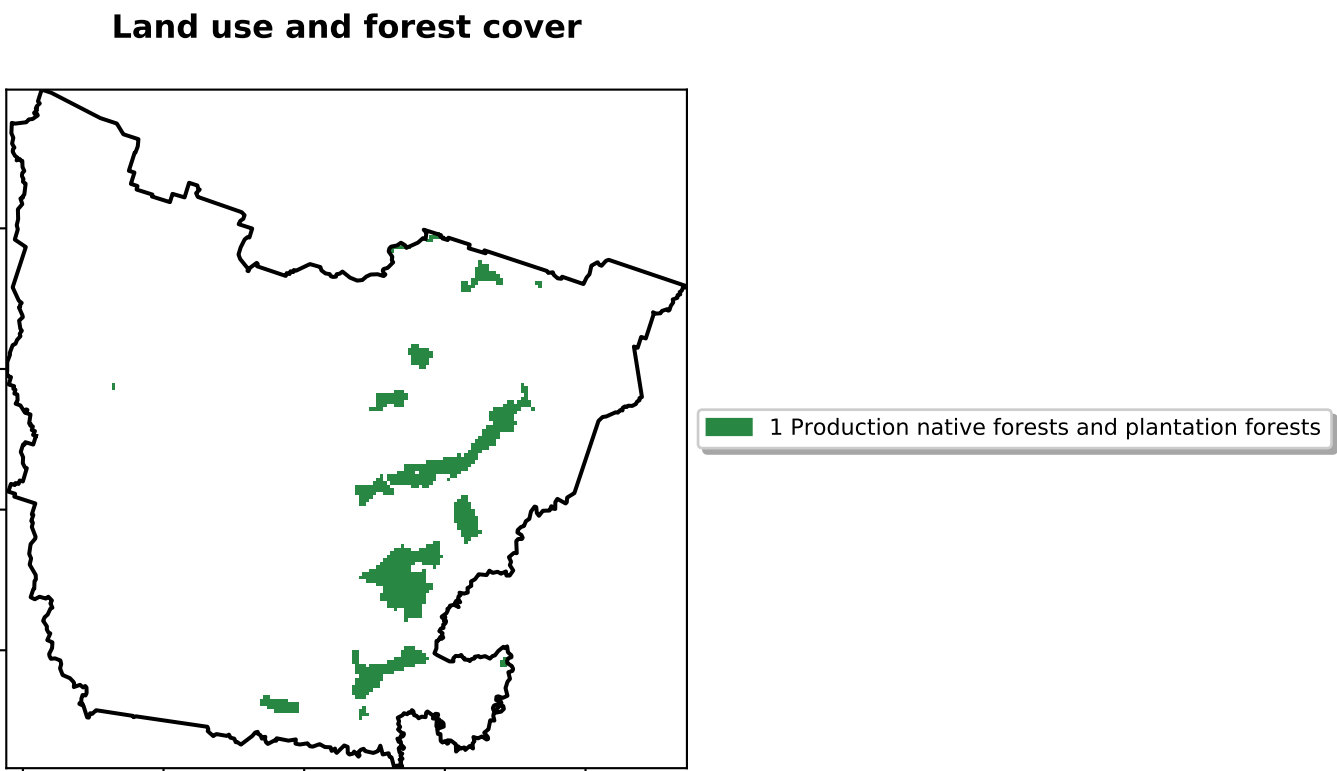 Land use and forest cover
1 Production native forests and plantation forests